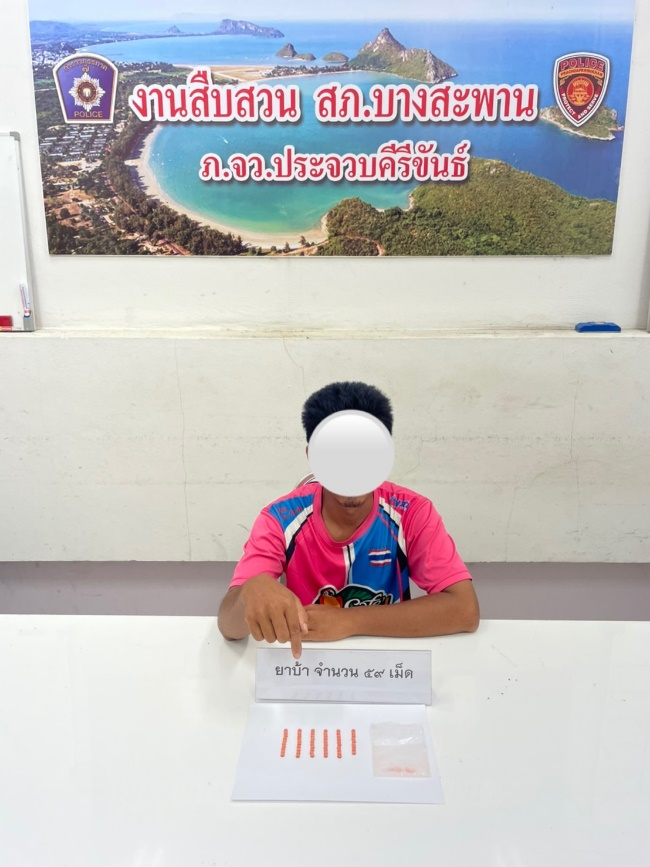 งานสืบสวน สภ.บางสะพาน
ภ.จว.ประจวบคีรีขันธ์
POLICE
POLICE
ยาบ้า จำนวน ๕๙ เม็ด